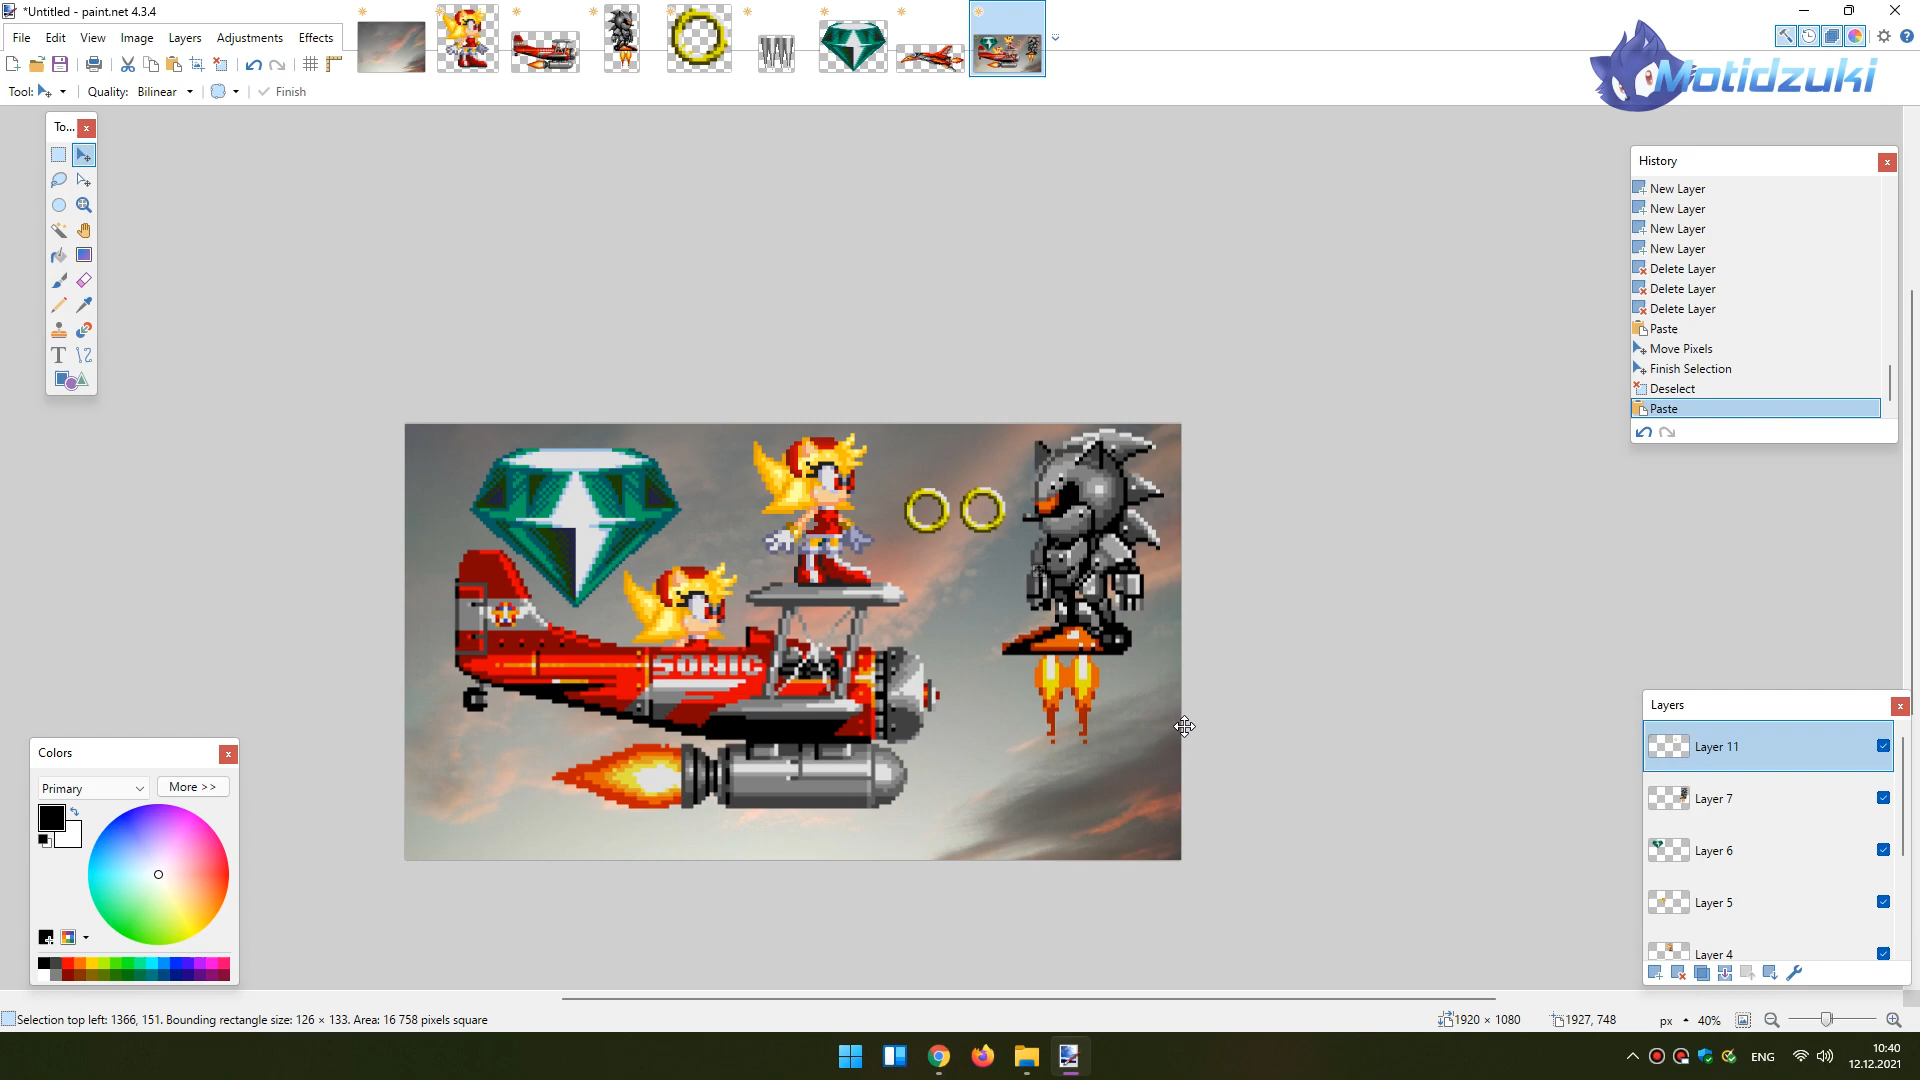 *Untitled - paint.net 4.3.4
File Edit View Image Layers Adjustments Effects
Tool: Quality: Bilinear Finish
Motidzuki
To...
History
New Layer
New Layer
New Layer
New Layer
Delete Layer
Delete Layer
Delete Layer
Paste
Move Pixels
Finish Selection
Deselect
Paste
SONIC
Layers
Layer 11
Layer 7
Layer 6
Layer 5
Layer 4
Colors
Primary More >>
Selection top left: 1366, 151. Bounding rectangle size: 126 × 133. Area: 16 758 pixels square
1920 × 1080 1927, 748 px 40%
ENG 10:40
12.12.2021